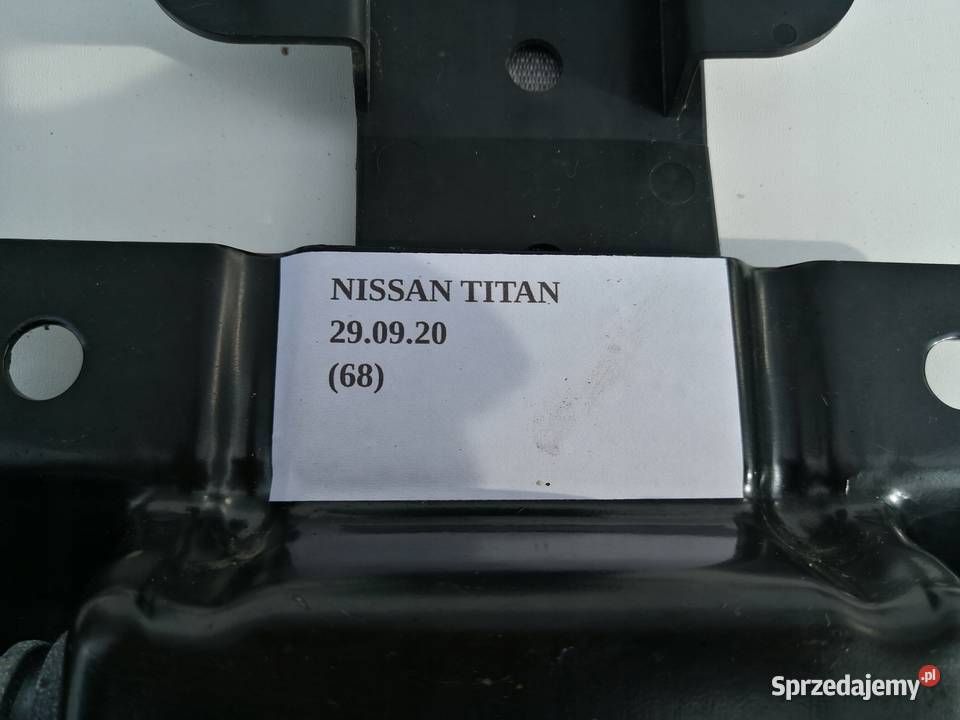 NISSAN TITAN
29.09.20
(68)
Sprzedajemy.pl